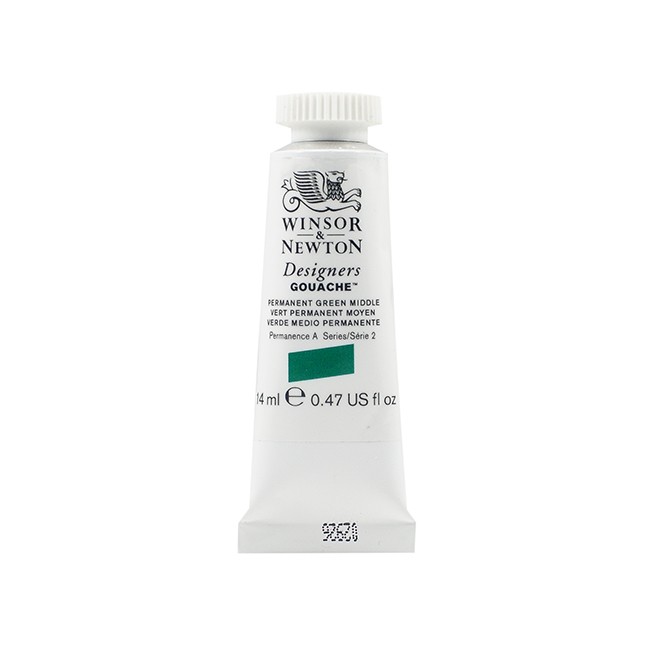 WINSOR
&
NEWTON
Designers
GOUACHE™
PERMANENT GREEN MIDDLE
VERT PERMANENT MOYEN
VERDE MEDIO PERMANENTE
Permanence A Series/Série 2
14 ml ℮ 0.47 US fl oz